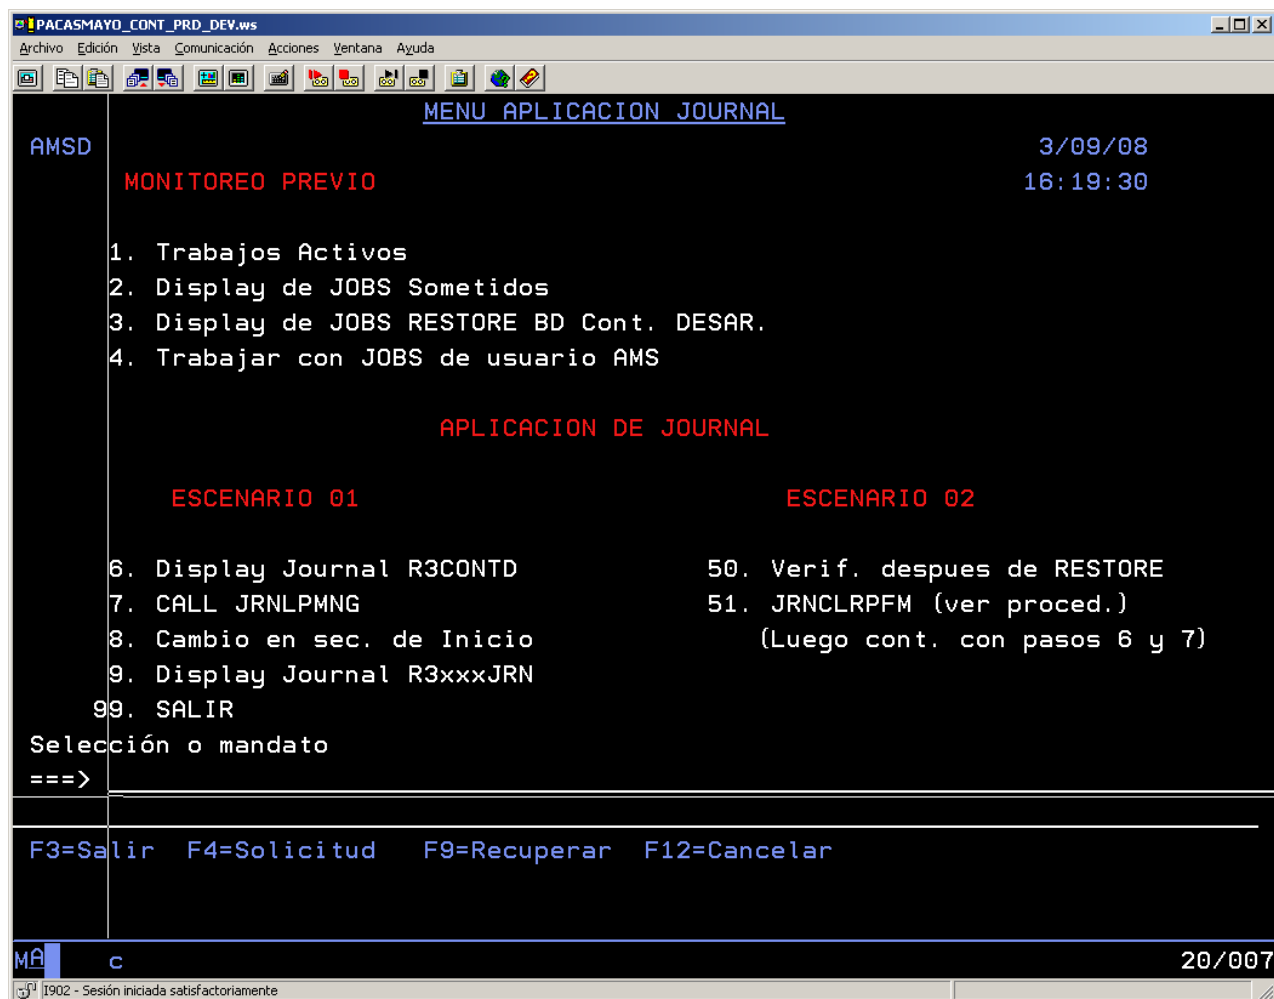 PACASMAYO_CONT_PRD_DEV.ws
Archivo Edición Vista Comunicación Acciones Ventana Ayuda
MENU APLICACION JOURNAL
AMSD 3/09/08
MONITOREO PREVIO 16:19:30
1. Trabajos Activos
2. Display de JOBS Sometidos
3. Display de JOBS RESTORE BD Cont. DESAR.
4. Trabajar con JOBS de usuario AMS
APLICACION DE JOURNAL
ESCENARIO 01 ESCENARIO 02
6. Display Journal R3CONTD 50. Verif. despues de RESTORE
7. CALL JRNLPMNG 51. JRNCLRPFM (ver proced.)
8. Cambio en sec. de Inicio (Luego cont. con pasos 6 y 7)
9. Display Journal R3xxxJRN
99. SALIR
Selección o mandato
===>
F3=Salir F4=Solicitud F9=Recuperar F12=Cancelar
MA c 20/007
I902 - Sesión iniciada satisfactoriamente